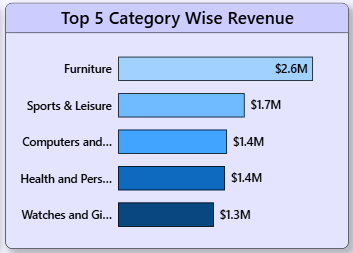 Top 5 Category Wise Revenue
Furniture $2.6M
Sports & Leisure $1.7M
Computers and... $1.4M
Health and Pers... $1.4M
Watches and Gi... $1.3M